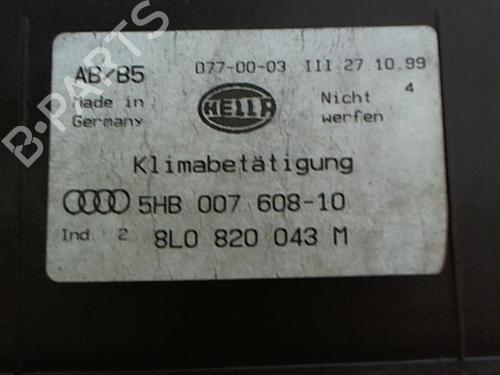 AB/B5
077-00-03 III 27.10.99
Made in
Germany
HELLA
Nicht
werfen
4
Klimabetätigung
5HB 007 608-10
Ind. 2
8L0 820 043 M
B-PARTS